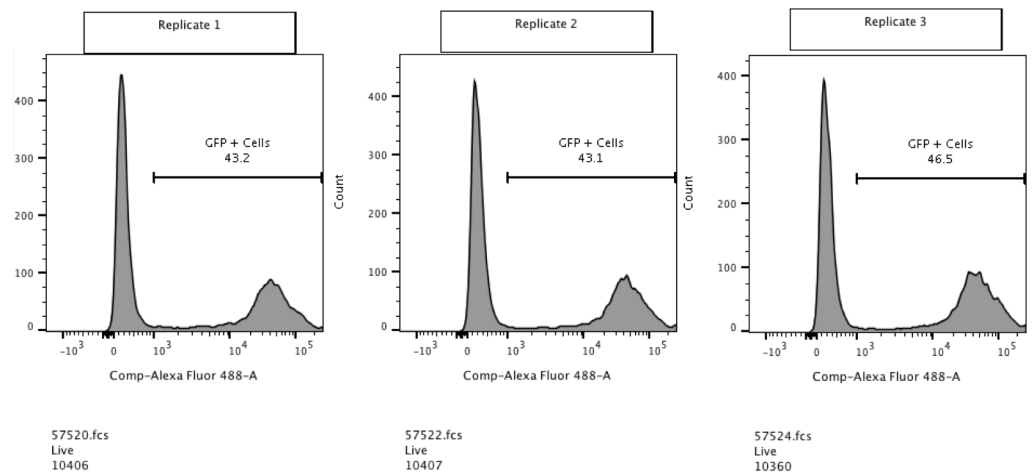 Replicate 1
400
300
200
100
0
GFP + Cells
43.2
-10³ 0 10³ 10⁴ 10⁵
Comp-Alexa Fluor 488-A
57520.fcs
Live
10406
Replicate 2
Count
400
300
200
100
0
GFP + Cells
43.1
-10³ 0 10³ 10⁴ 10⁵
Comp-Alexa Fluor 488-A
57522.fcs
Live
10407
Replicate 3
Count
400
300
200
100
0
GFP + Cells
46.5
-10³ 0 10³ 10⁴ 10⁵
Comp-Alexa Fluor 488-A
57524.fcs
Live
10360